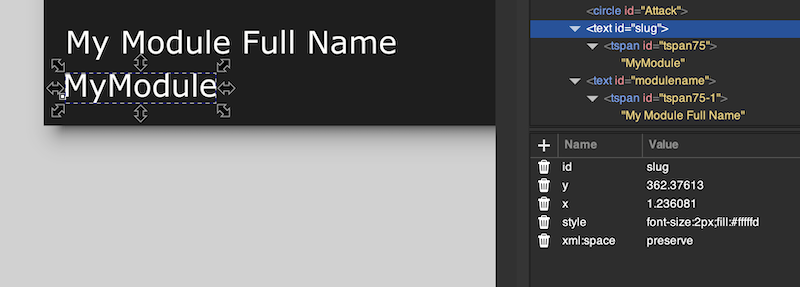 My Module Full Name
MyModule
<circle id="Attack">
<text id="slug">
<tspan id="tspan75">
"MyModule"
<text id="modulename">
<tspan id="tspan75-1">
"My Module Full Name"
Name Value
id slug
y 362.37613
x 1.236081
style font-size:2px;fill:#fffffd
xml:space preserve